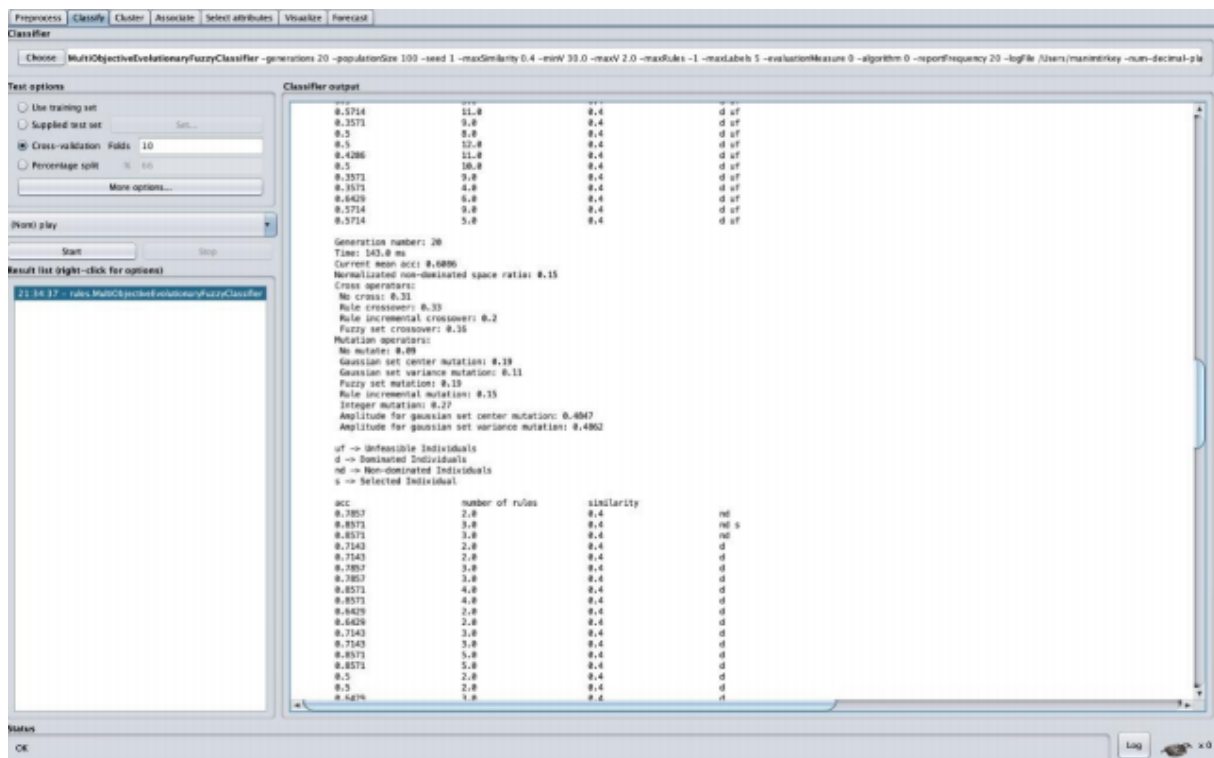 Preprocess Classify Cluster Associate Select attributes Visualize Forecast
Classifier
Choose MultiObjectiveEvolutionaryFuzzyClassifier -generations 20 -populationSize 100 -seed 1 -maxSimilarity 0.4 -minV 30.0 -maxV 2.0 -maxRules -1 -maxLabels 5 -evaluationMeasure 0 -algorithm 0 -reportFrequency 20 -logFile /Users/manimtirkey -num-decimal-pla
Test options
Classifier output
Use training set
Supplied test set Set...
Cross-validation Folds 10
Percentage split % 66
More options...
(Nom) play
Start Stop
Result list (right-click for options)
21:34:37 - rules.MultiObjectiveEvolutionaryFuzzyClassifier
0.5714 11.0 0.4 d uf
0.3571 9.0 0.4 d uf
0.5 8.0 0.4 d uf
0.5 12.0 0.4 d uf
0.4286 11.0 0.4 d uf
0.5 10.0 0.4 d uf
0.3571 9.0 0.4 d uf
0.3571 4.0 0.4 d uf
0.6429 6.0 0.4 d uf
0.5714 9.0 0.4 d uf
0.5714 5.0 0.4 d uf
Generation number: 20
Time: 143.0 ms
Current mean acc: 0.6086
Normalizated non-dominated space ratio: 0.15
Cross operators:
No cross: 0.31
Rule crossover: 0.33
Rule incremental crossover: 0.2
Fuzzy set crossover: 0.16
Mutation operators:
No mutate: 0.09
Gaussian set center mutation: 0.19
Gaussian set variance mutation: 0.11
Fuzzy set mutation: 0.19
Rule incremental mutation: 0.15
Integer mutation: 0.27
Amplitude for gaussian set center mutation: 0.4047
Amplitude for gaussian set variance mutation: 0.4862
uf -> Unfeasible Individuals
d -> Dominated Individuals
nd -> Non-dominated Individuals
s -> Selected Individual
acc number of rules similarity
0.7857 2.0 0.4 nd
0.8571 3.0 0.4 nd s
0.8571 3.0 0.4 nd
0.7143 2.0 0.4 d
0.7143 2.0 0.4 d
0.7857 3.0 0.4 d
0.7857 3.0 0.4 d
0.8571 4.0 0.4 d
0.8571 4.0 0.4 d
0.6429 2.0 0.4 d
0.6429 2.0 0.4 d
0.7143 3.0 0.4 d
0.7143 3.0 0.4 d
0.8571 5.0 0.4 d
0.8571 5.0 0.4 d
0.5 2.0 0.4 d
0.5 2.0 0.4 d
0.6429 3.0 0.4 d
Status
OK
Log x 0